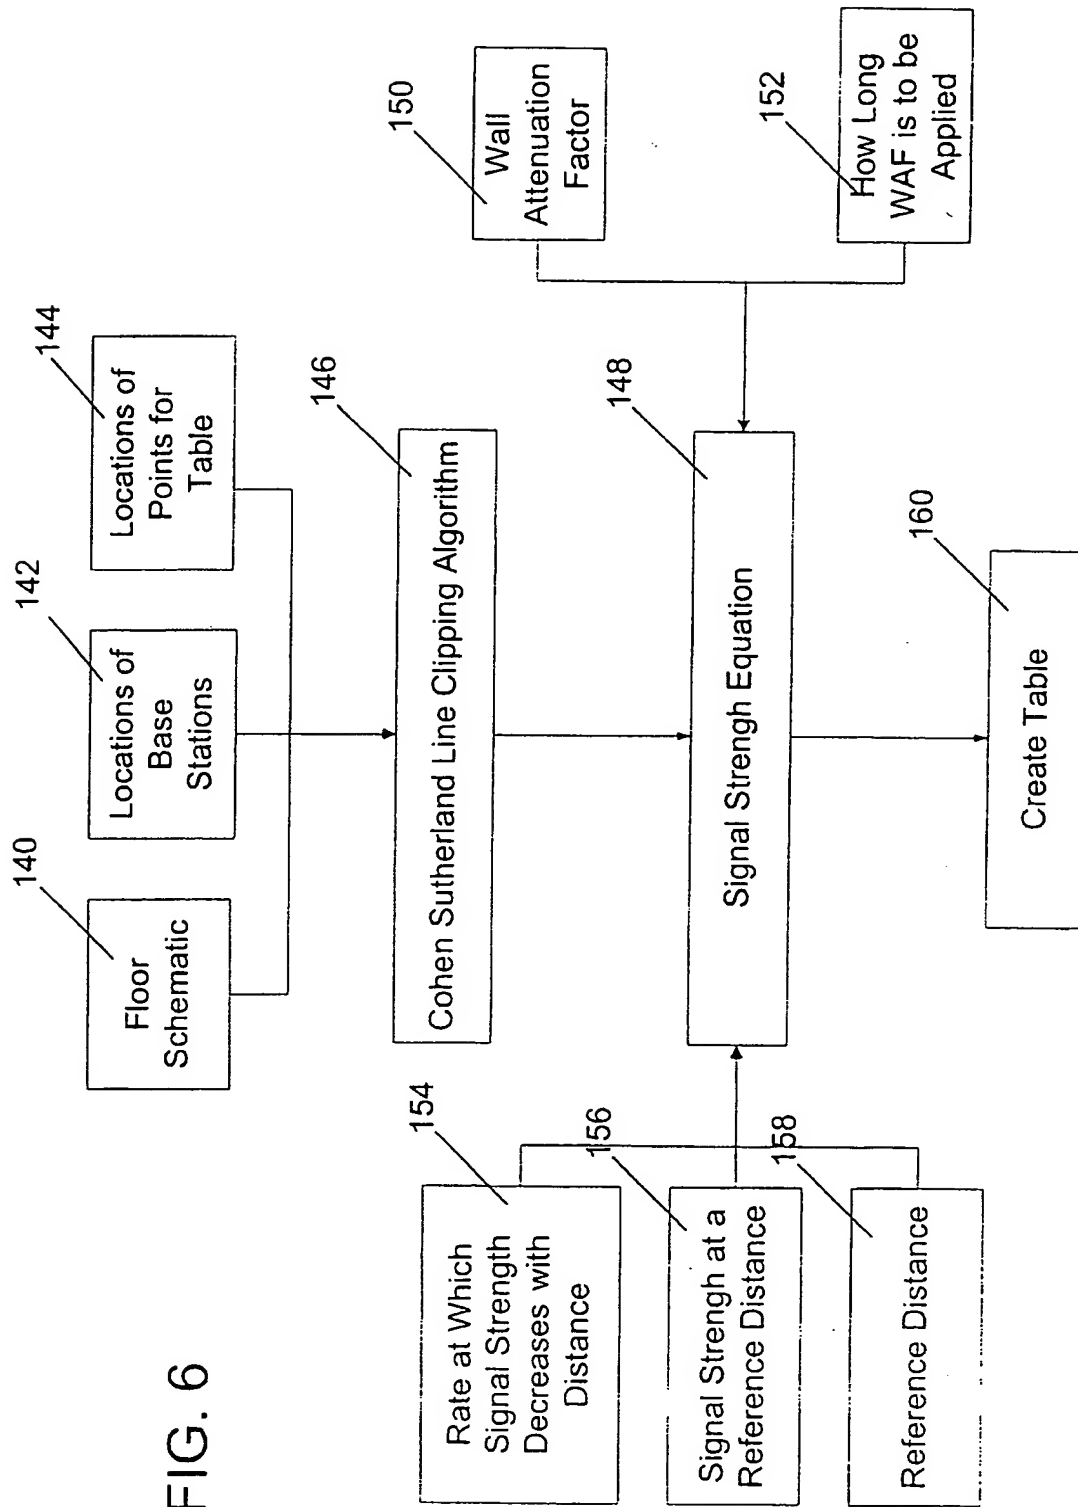 FIG. 6
140
Floor
Schematic
142
Locations of
Base
Stations
144
Locations of
Points for
Table
146
Cohen Sutherland Line Clipping Algorithm
154
Rate at Which
Signal Strength
Decreases with
Distance
156
Signal Strengh at a
Reference Distance
158
Reference Distance
148
Signal Strengh Equation
150
Wall
Attenuation
Factor
152
How Long
WAF is to be
Applied
160
Create Table